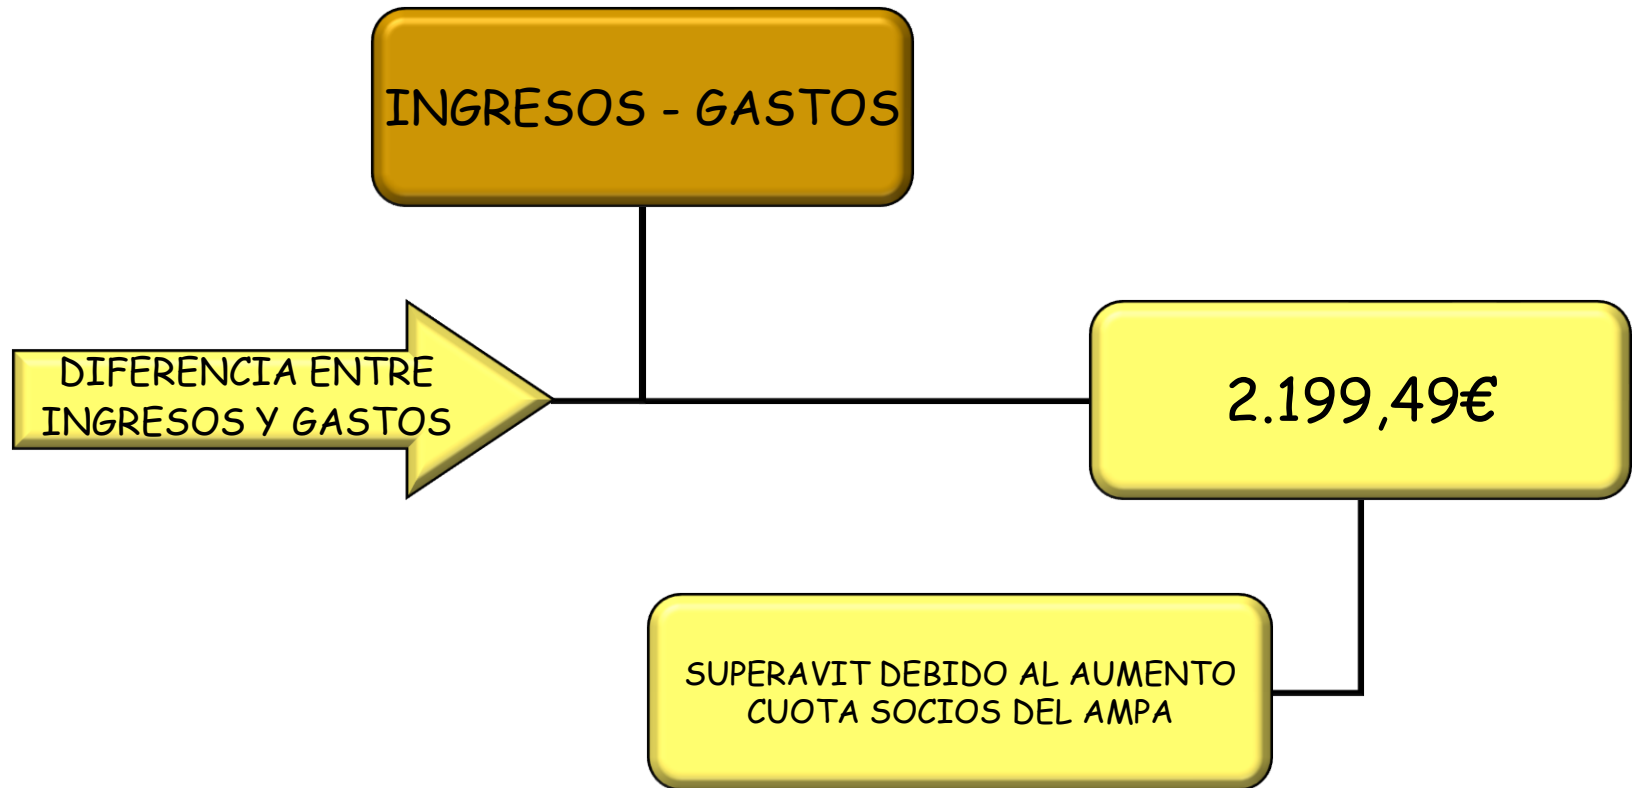 INGRESOS - GASTOS
DIFERENCIA ENTRE
INGRESOS Y GASTOS
2.199,49€
SUPERAVIT DEBIDO AL AUMENTO
CUOTA SOCIOS DEL AMPA